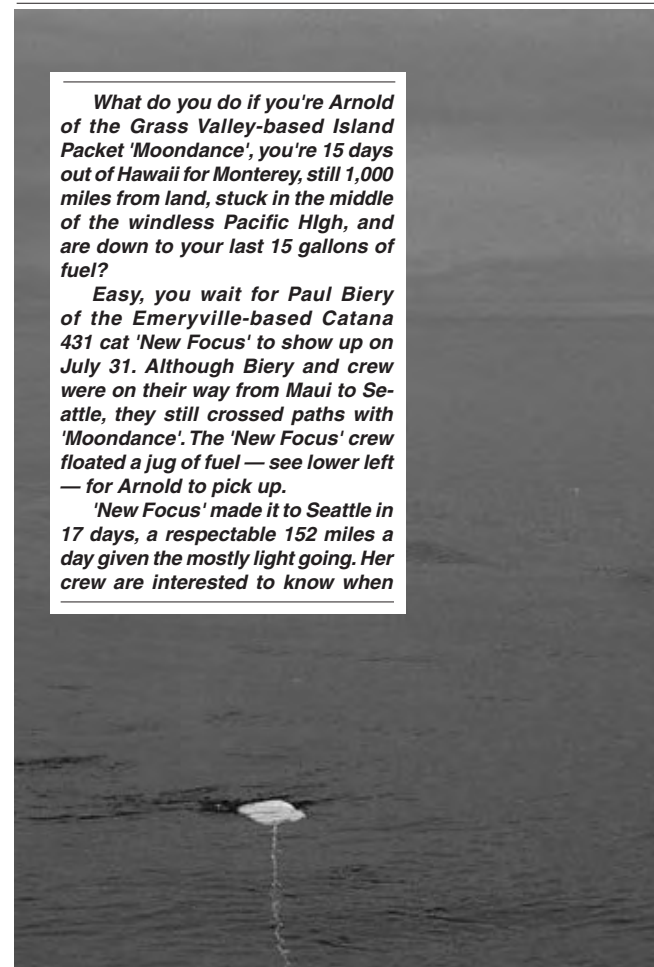 What do you do if you're Arnold
of the Grass Valley-based Island
Packet 'Moondance', you're 15 days
out of Hawaii for Monterey, still 1,000
miles from land, stuck in the middle
of the windless Pacific HIgh, and
are down to your last 15 gallons of
fuel?
Easy, you wait for Paul Biery
of the Emeryville-based Catana
431 cat 'New Focus' to show up on
July 31. Although Biery and crew
were on their way from Maui to Se-
attle, they still crossed paths with
'Moondance'. The 'New Focus' crew
floated a jug of fuel — see lower left
— for Arnold to pick up.
'New Focus' made it to Seattle in
17 days, a respectable 152 miles a
day given the mostly light going. Her
crew are interested to know when